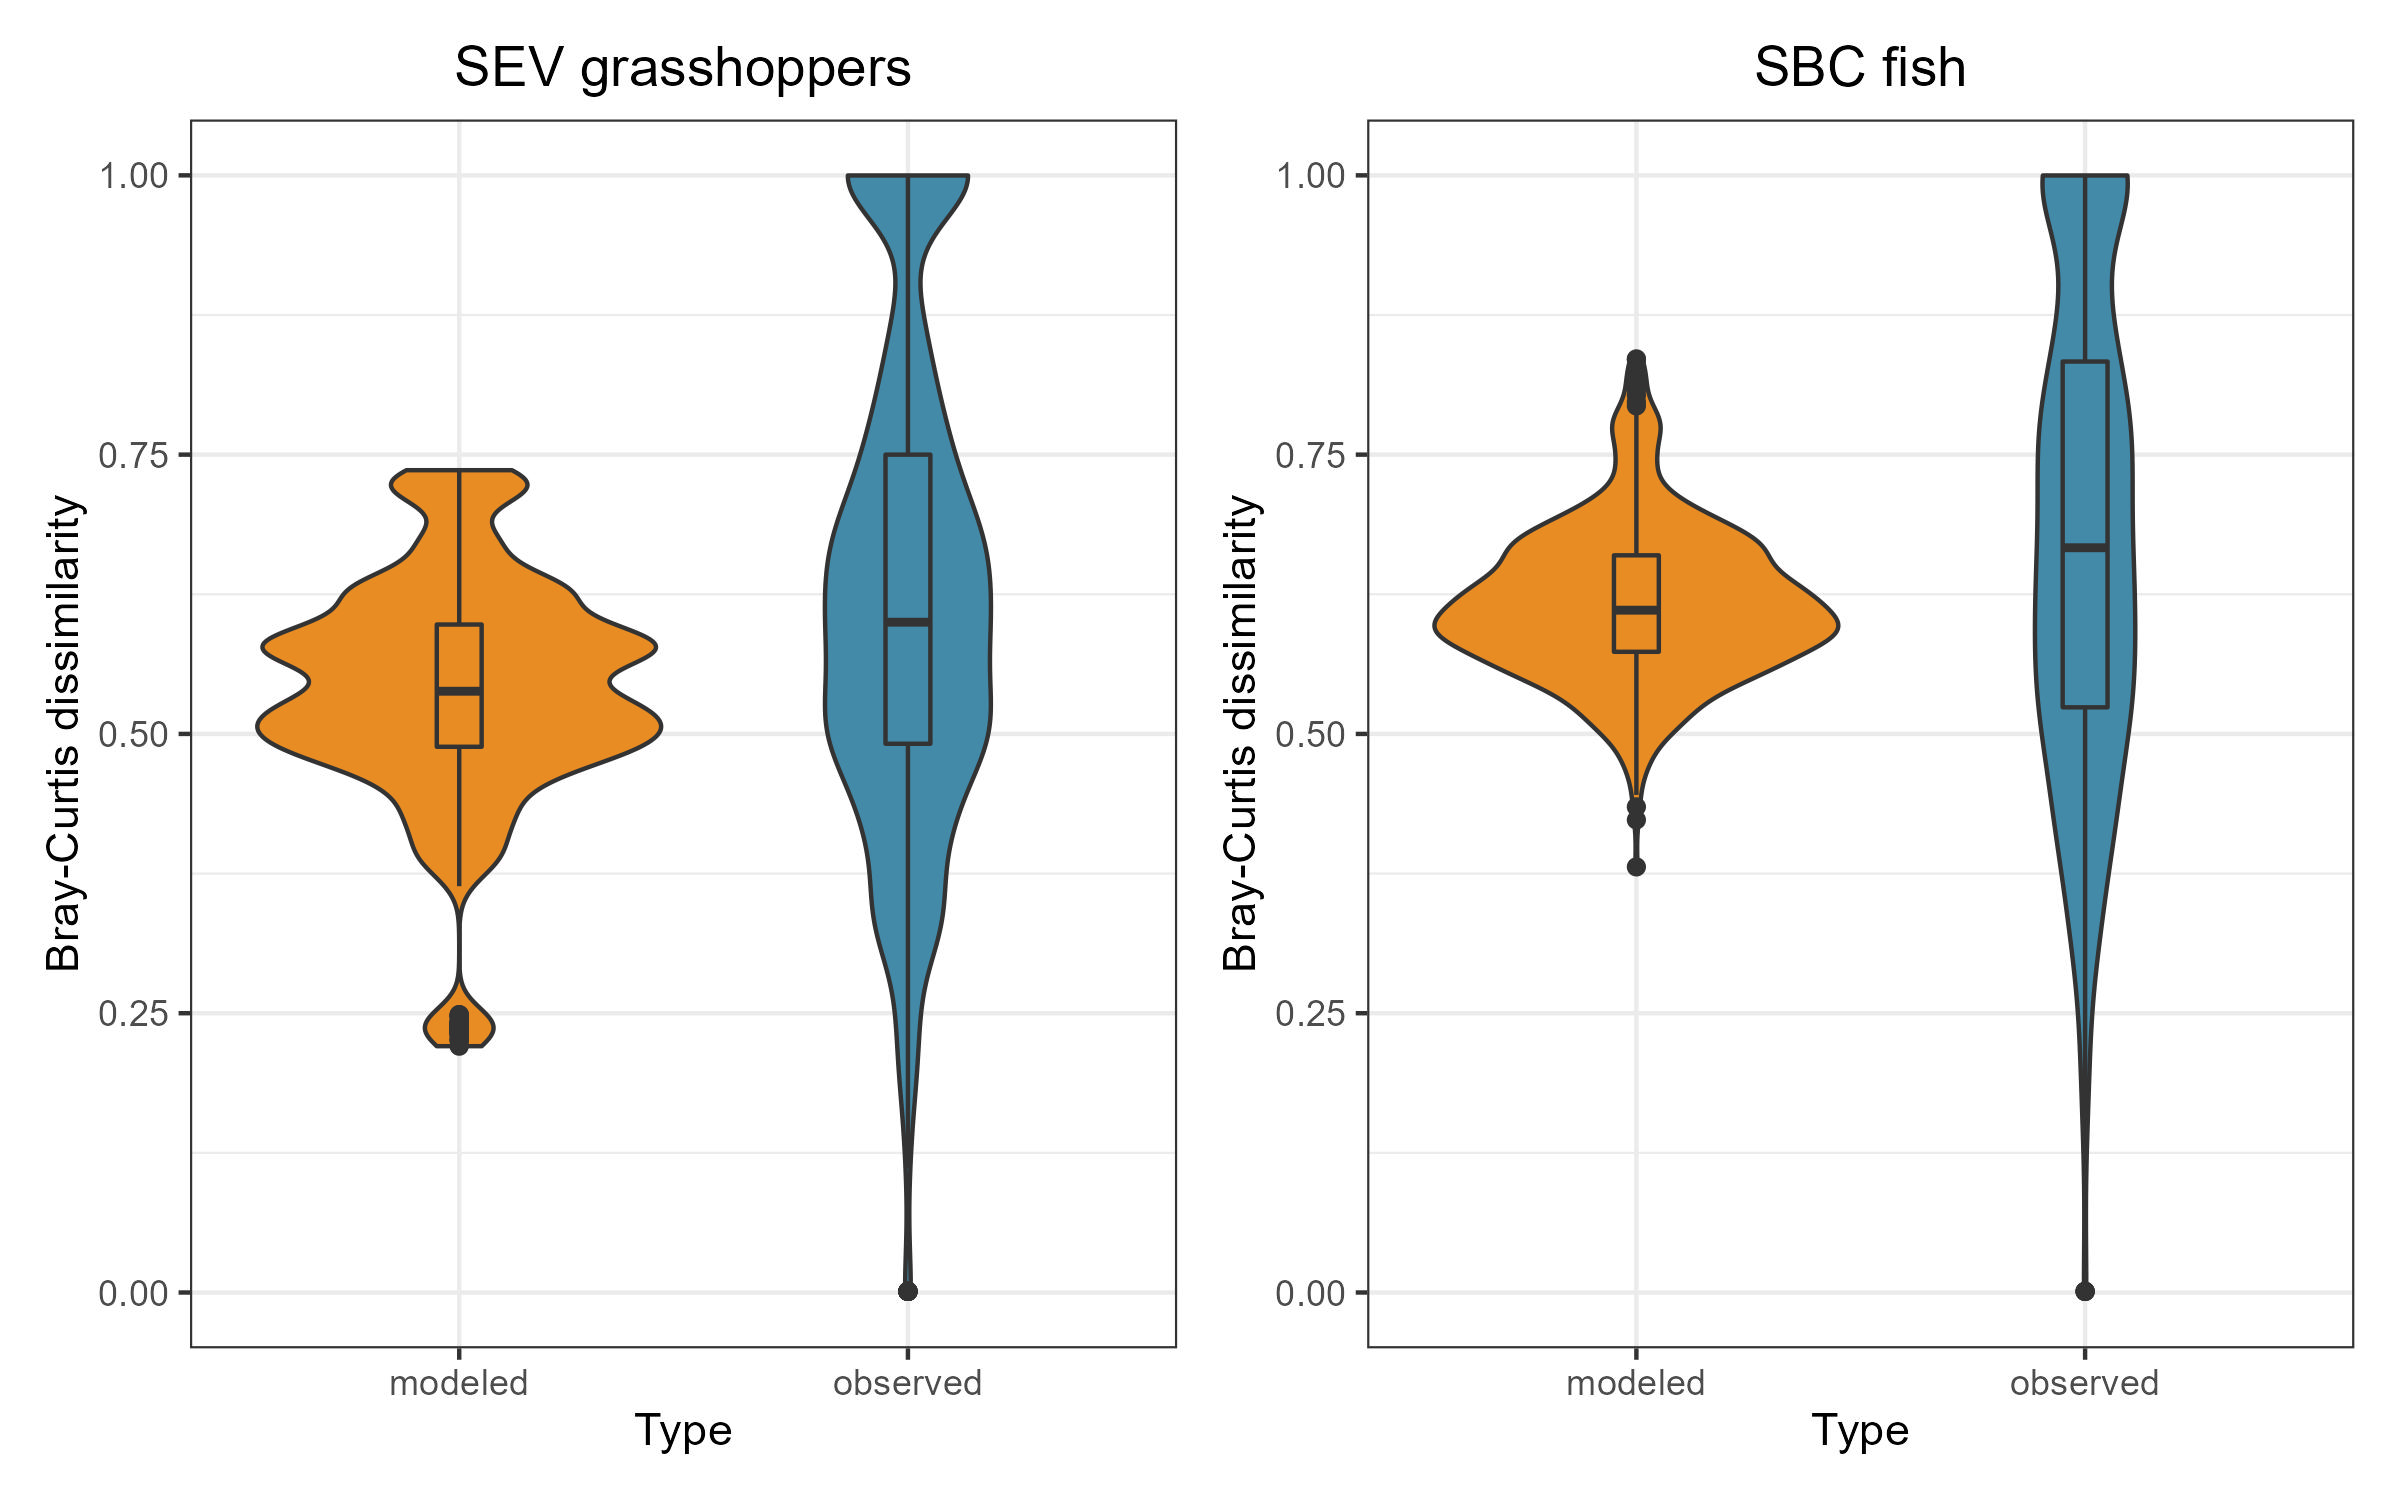 SEV grasshoppers
Bray-Curtis dissimilarity
1.00
0.75
0.50
0.25
0.00
modeled
observed
Type
SBC fish
Bray-Curtis dissimilarity
1.00
0.75
0.50
0.25
0.00
modeled
observed
Type